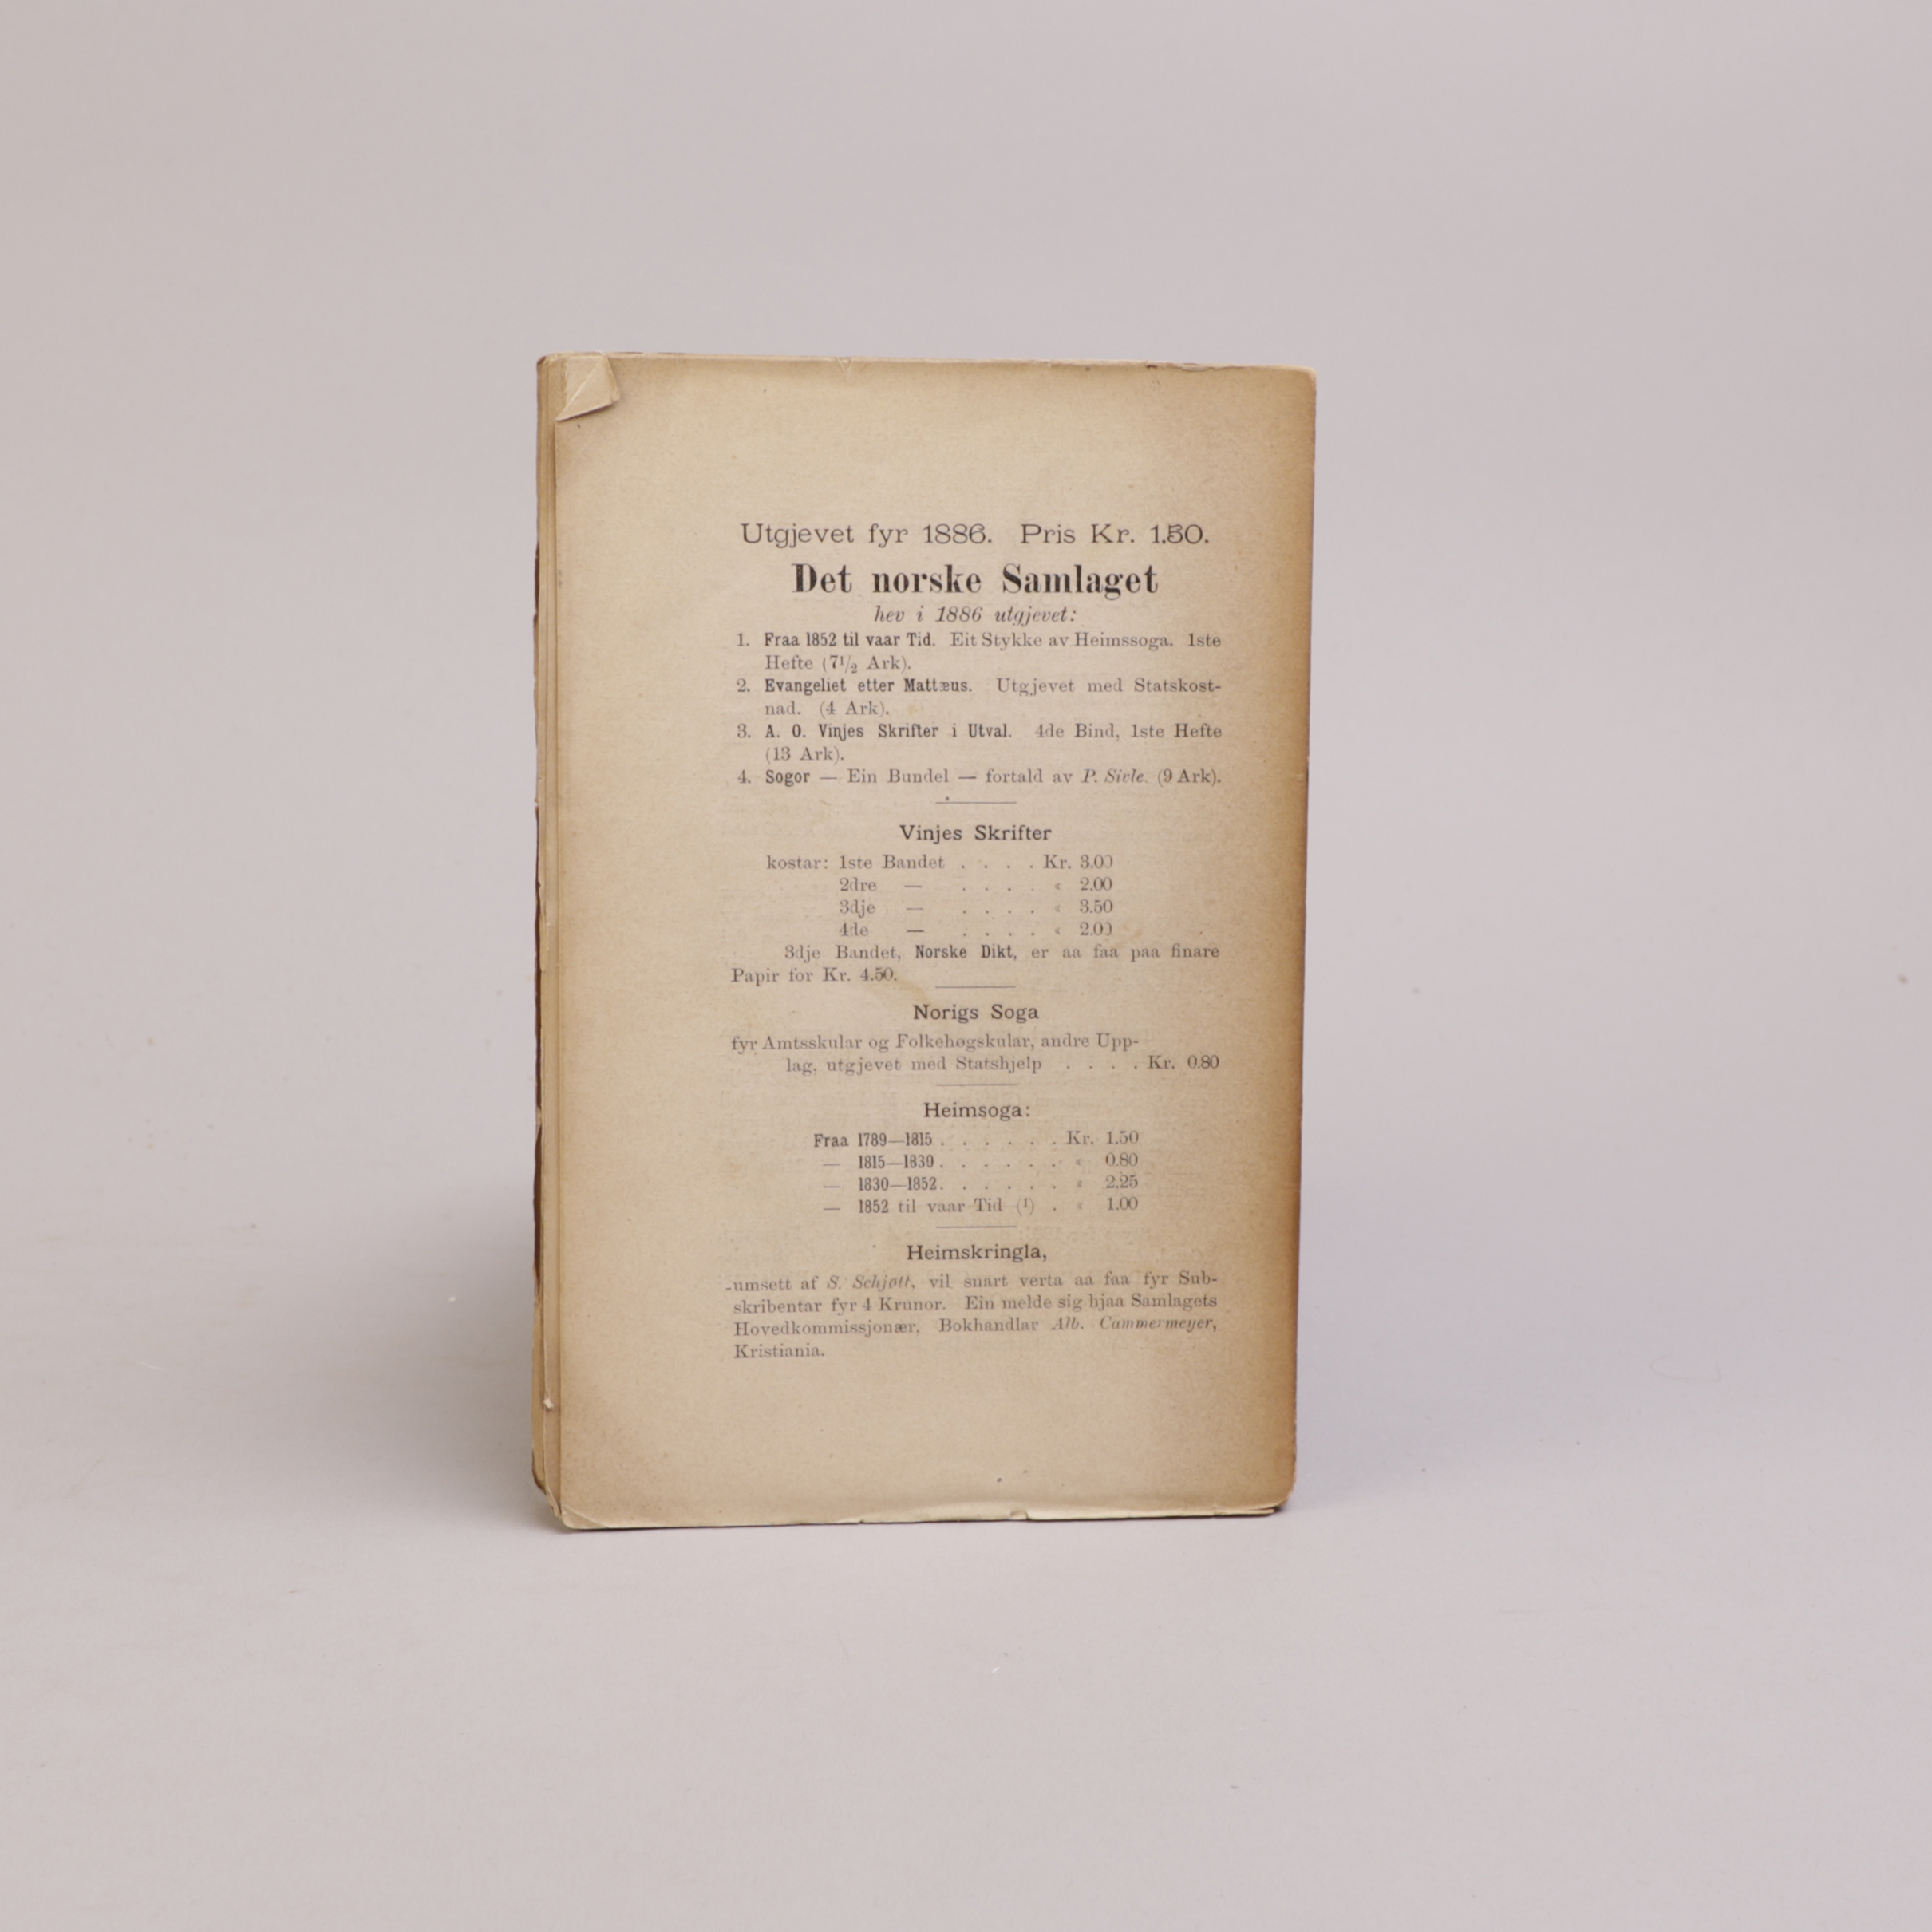 Utgjevet fyr 1886. Pris Kr. 1.50.
Det norske Samlaget
hev i 1886 utgjevet:
1. Fraa 1852 til vaar Tid. Eit Stykke av Heimssoga. 1ste
Hefte (7 1/2 Ark).
2. Evangeliet etter Mattæus. Utgjevet med Statskost-
nad. (4 Ark).
3. A. O. Vinjes Skrifter i Utval. 4de Bind, 1ste Hefte
(13 Ark).
4. Sogor — Ein Bundel — fortald av P. Sivle. (9 Ark).
Vinjes Skrifter
kostar: 1ste Bandet . . . . Kr. 3.00
2dre — . . . . « 2.00
3dje — . . . . « 3.50
4de — . . . . « 2.00
3dje Bandet, Norske Dikt, er aa faa paa finare
Papir for Kr. 4.50.
Norigs Soga
fyr Amtsskular og Folkehøgskular, andre Upp-
lag, utgjevet med Statshjelp . . . . Kr. 0.80
Heimsoga:
Fraa 1789—1815 . . . . . . Kr. 1.50
— 1815—1830 . . . . . . « 0.80
— 1830—1852 . . . . . . « 2.25
— 1852 til vaar Tid (1) . « 1.00
Heimskringla,
umsett af S. Schjøtt, vil snart verta aa faa fyr Sub-
skribentar fyr 4 Krunor. Ein melde sig hjaa Samlagets
Hovedkommissjonær, Bokhandlar Alb. Cammermeyer,
Kristiania.